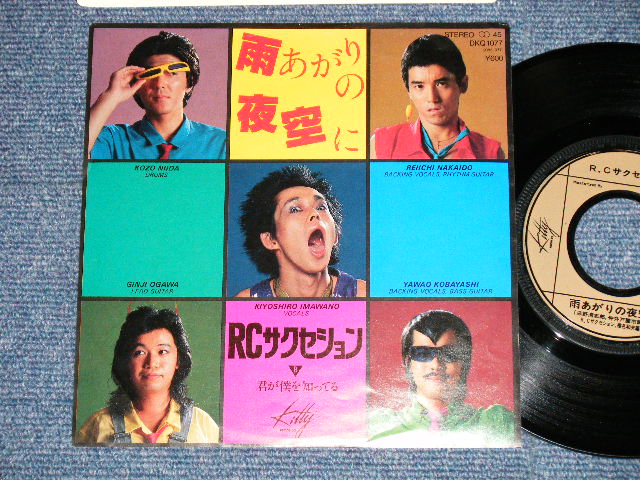 雨あがりの
夜空に
STEREO 45
DKQ1077
¥600
KOZO NIIDA
DRUMS
REIICHI NAKAIDO
BACKING VOCALS, RHYTHM GUITAR
GINJI OGAWA
LEAD GUITAR
YAWAO KOBAYASHI
BACKING VOCALS, BASS GUITAR
KIYOSHIRO IMAWANO
VOCALS
RCサクセション
君が僕を知ってる
Kitty
R.Cサクセ
Kitty
雨あがりの夜空